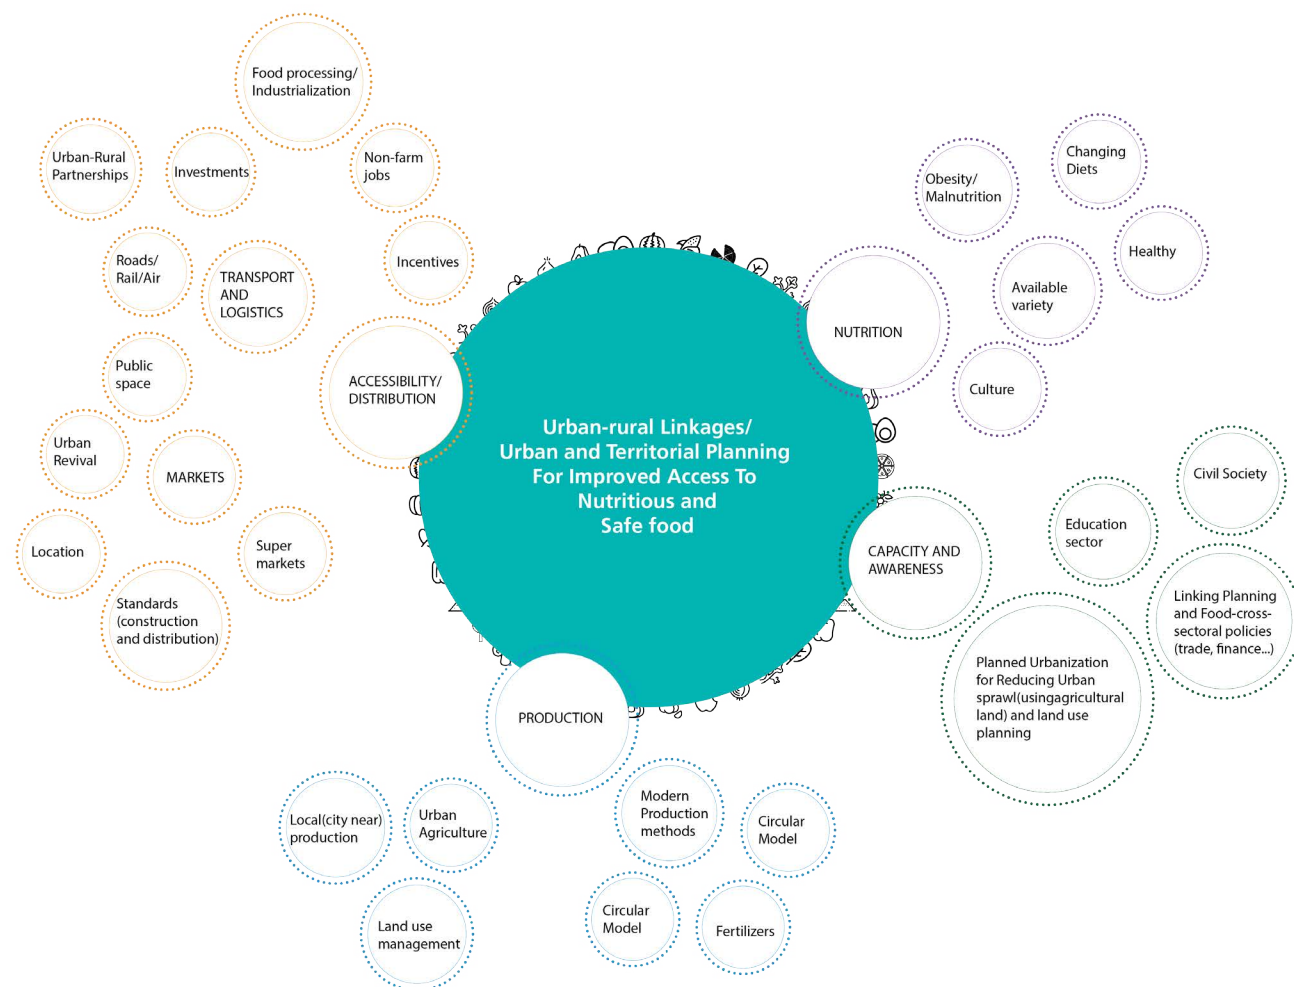 Food processing/
Industrialization
Urban-Rural
Partnerships
Investments
Non-farm
jobs
Roads/
Rail/Air
TRANSPORT
AND
LOGISTICS
Incentives
Public
space
ACCESSIBILITY/
DISTRIBUTION
Urban
Revival
MARKETS
Location
Super
markets
Standards
(construction
and distribution)
Urban-rural Linkages/
Urban and Territorial Planning
For Improved Access To
Nutritious and
Safe food
NUTRITION
Obesity/
Malnutrition
Changing
Diets
Healthy
Available
variety
Culture
CAPACITY AND
AWARENESS
Civil Society
Education
sector
Linking Planning
and Food-cross-
sectoral policies
(trade, finance...)
Planned Urbanization
for Reducing Urban
sprawl(usingagricultural
land) and land use
planning
PRODUCTION
Local(city near)
production
Urban
Agriculture
Land use
management
Modern
Production
methods
Circular
Model
Circular
Model
Fertilizers